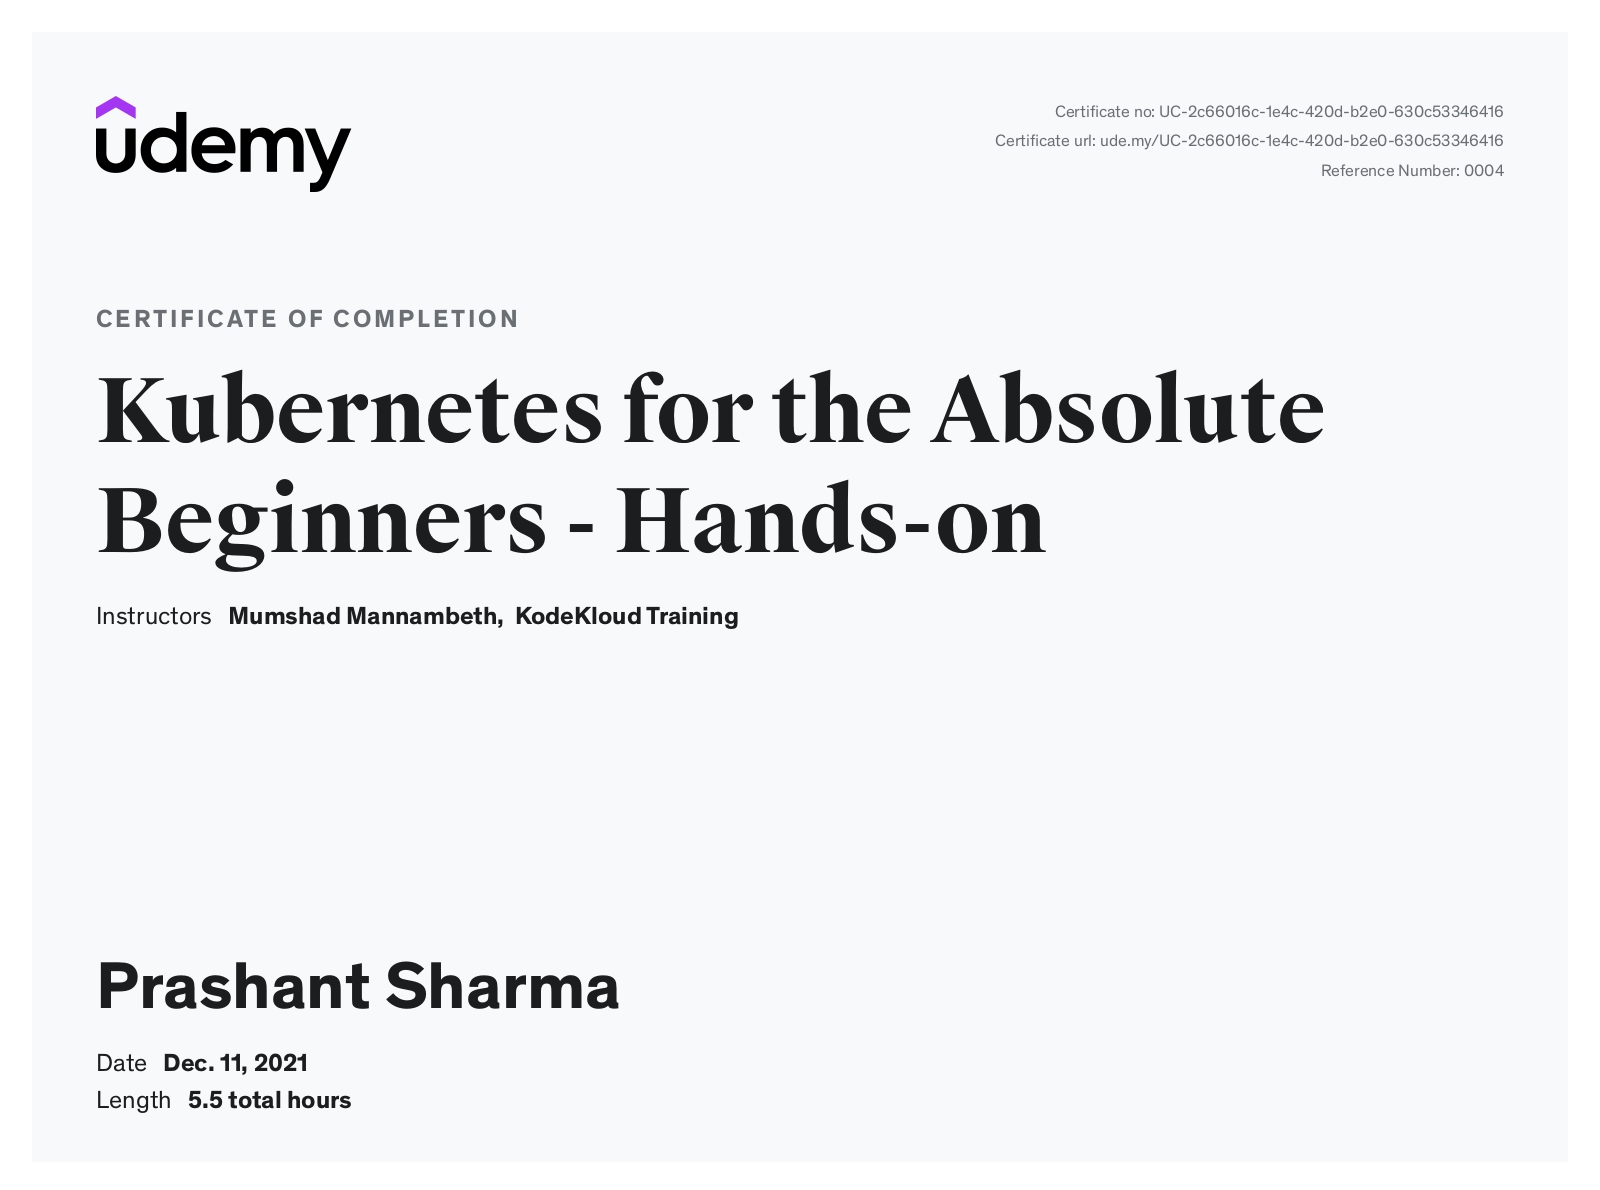 udemy
Certificate no: UC-2c66016c-1e4c-420d-b2e0-630c53346416
Certificate url: ude.my/UC-2c66016c-1e4c-420d-b2e0-630c53346416
Reference Number: 0004
CERTIFICATE OF COMPLETION
Kubernetes for the Absolute
Beginners - Hands-on
Instructors Mumshad Mannambeth, KodeKloud Training
Prashant Sharma
Date Dec. 11, 2021
Length 5.5 total hours